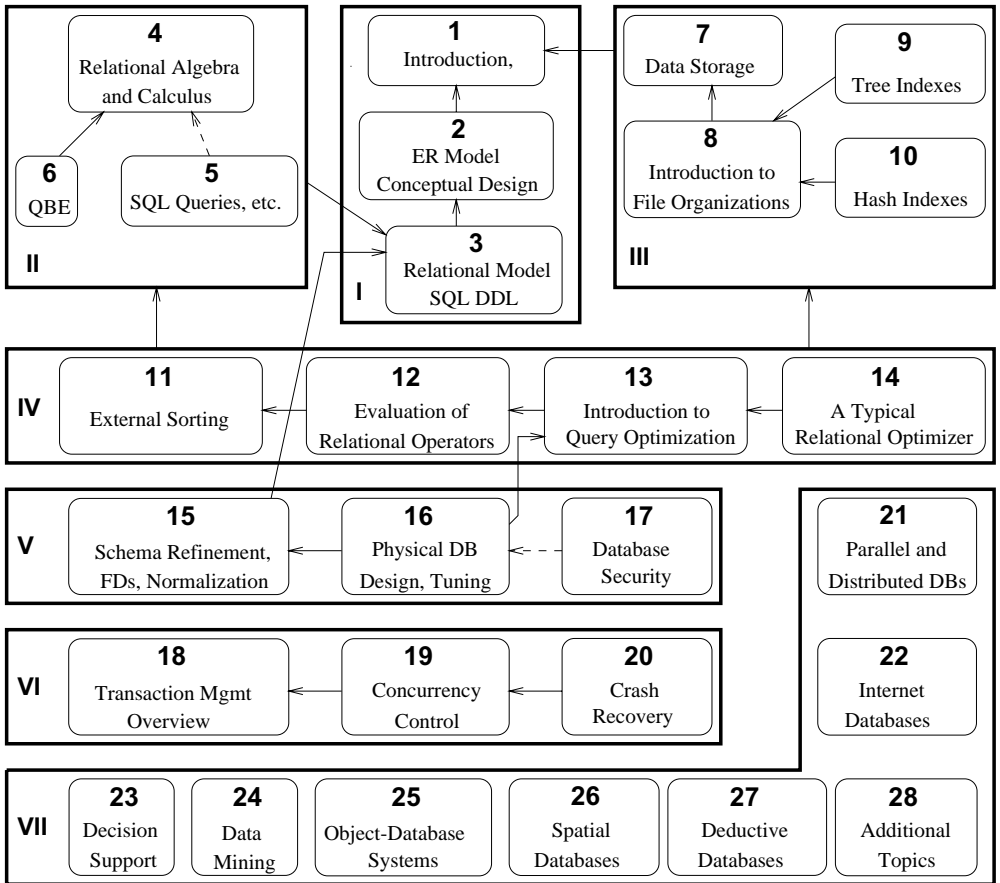 4
Relational Algebra
and Calculus
6
QBE
5
SQL Queries, etc.
II
1
Introduction,
2
ER Model
Conceptual Design
3
Relational Model
SQL DDL
I
7
Data Storage
9
Tree Indexes
8
Introduction to
File Organizations
10
Hash Indexes
III
IV
11
External Sorting
12
Evaluation of
Relational Operators
13
Introduction to
Query Optimization
14
A Typical
Relational Optimizer
V
15
Schema Refinement,
FDs, Normalization
16
Physical DB
Design, Tuning
17
Database
Security
21
Parallel and
Distributed DBs
VI
18
Transaction Mgmt
Overview
19
Concurrency
Control
20
Crash
Recovery
22
Internet
Databases
VII
23
Decision
Support
24
Data
Mining
25
Object-Database
Systems
26
Spatial
Databases
27
Deductive
Databases
28
Additional
Topics